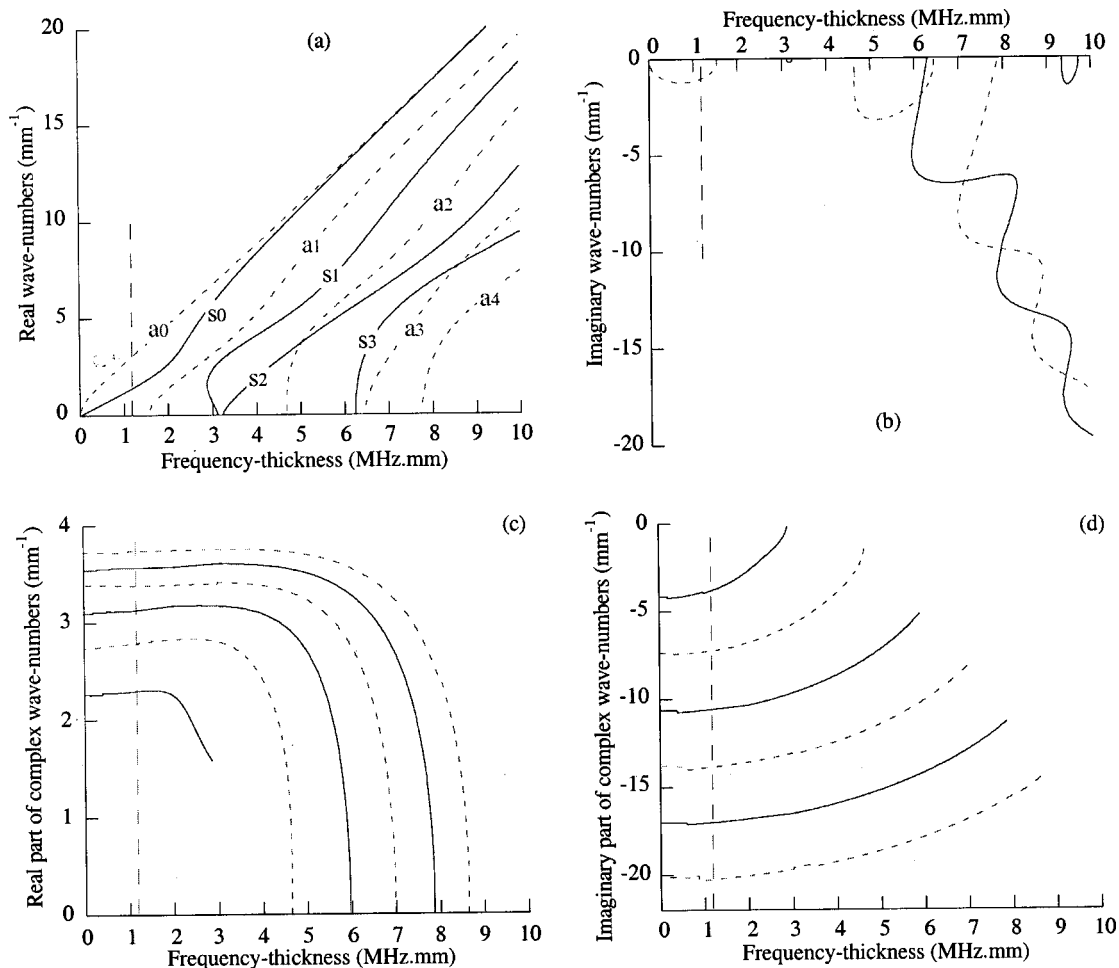 (a)
Real wave-numbers (mm⁻¹)
20
15
10
5
0
a0
s0
a1
s1
a2
s2
s3
a3
a4
0 1 2 3 4 5 6 7 8 9 10
Frequency-thickness (MHz.mm)
Frequency-thickness (MHz.mm)
0 1 2 3 4 5 6 7 8 9 10
Imaginary wave-numbers (mm⁻¹)
0
-5
-10
-15
-20
(b)
(c)
Real part of complex wave-numbers (mm⁻¹)
4
3
2
1
0
0 1 2 3 4 5 6 7 8 9 10
Frequency-thickness (MHz.mm)
(d)
Imaginary part of complex wave-numbers (mm⁻¹)
0
-5
-10
-15
-20
0 1 2 3 4 5 6 7 8 9 10
Frequency-thickness (MHz.mm)